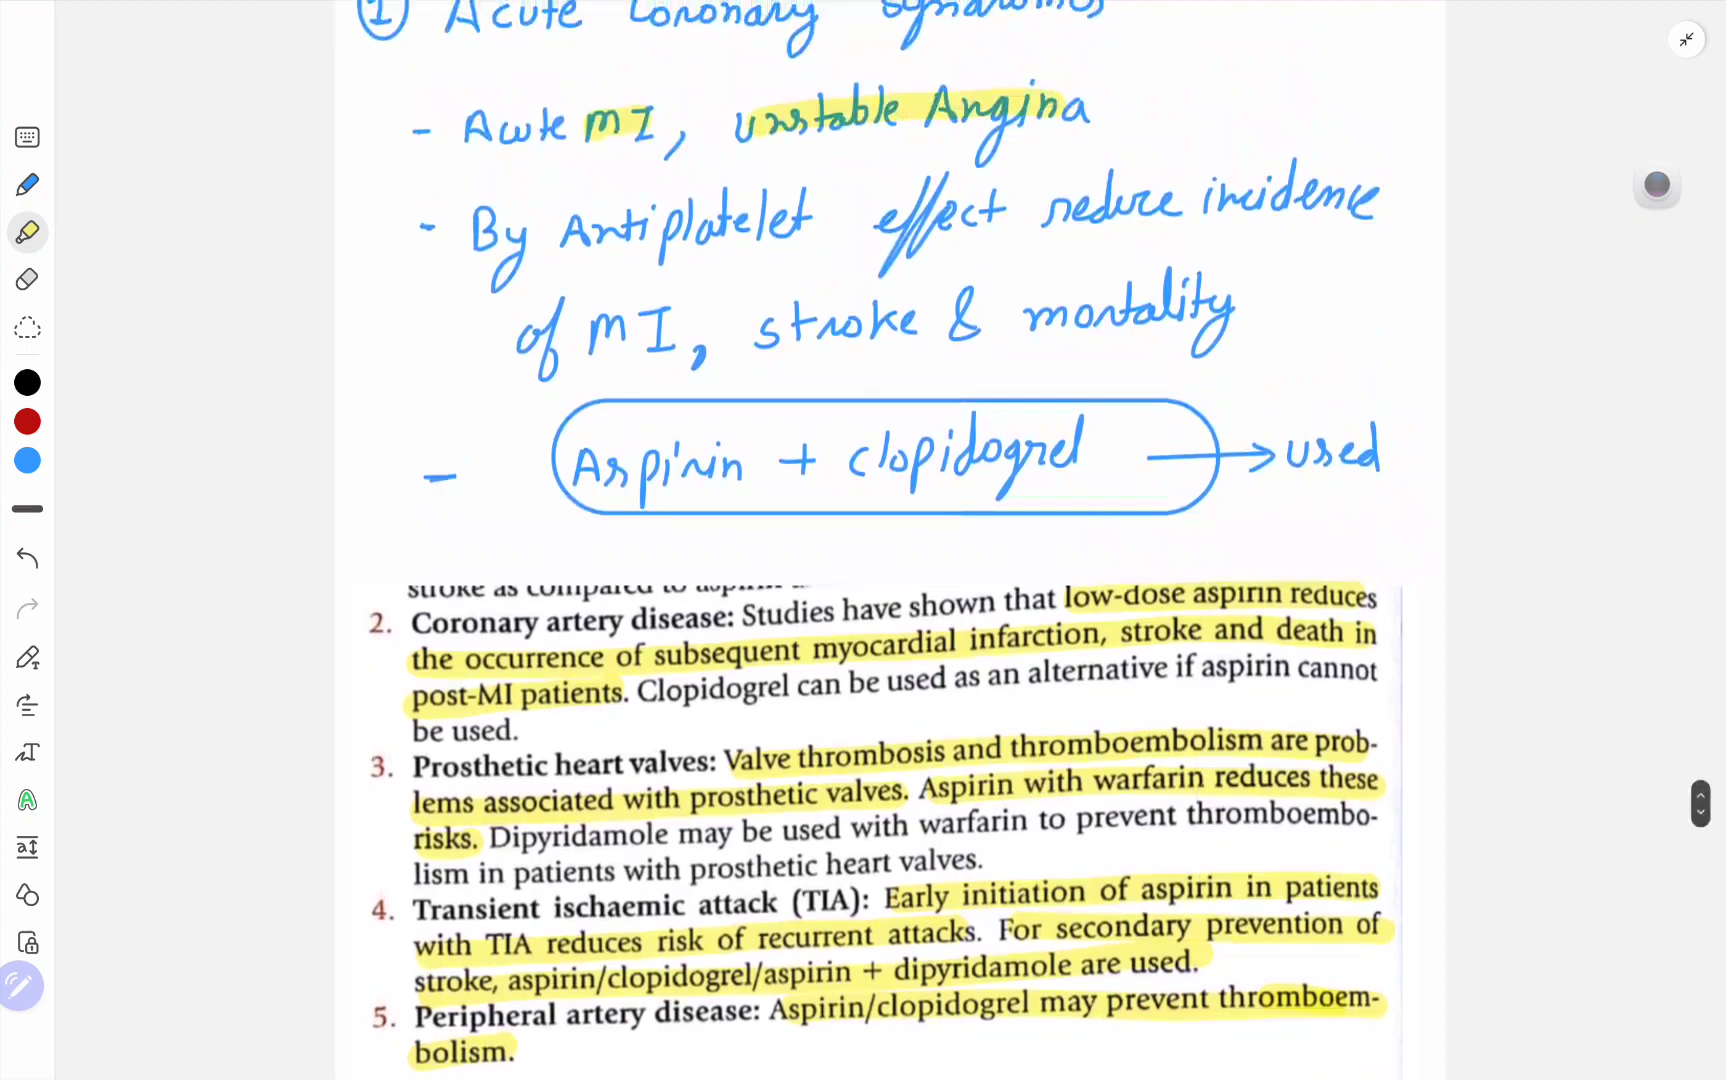 ① Acute Coronary Syndromes
- Acute MI, unstable Angina
- By Antiplatelet effect reduce incidence
of MI, stroke & mortality
- Aspirin + clopidogrel → used
stroke as compared to
2. Coronary artery disease: Studies have shown that low-dose aspirin reduces
the occurrence of subsequent myocardial infarction, stroke and death in
post-MI patients. Clopidogrel can be used as an alternative if aspirin cannot
be used.
3. Prosthetic heart valves: Valve thrombosis and thromboembolism are prob-
lems associated with prosthetic valves. Aspirin with warfarin reduces these
risks. Dipyridamole may be used with warfarin to prevent thromboembo-
lism in patients with prosthetic heart valves.
4. Transient ischaemic attack (TIA): Early initiation of aspirin in patients
with TIA reduces risk of recurrent attacks. For secondary prevention of
stroke, aspirin/clopidogrel/aspirin + dipyridamole are used.
5. Peripheral artery disease: Aspirin/clopidogrel may prevent thromboem-
bolism.